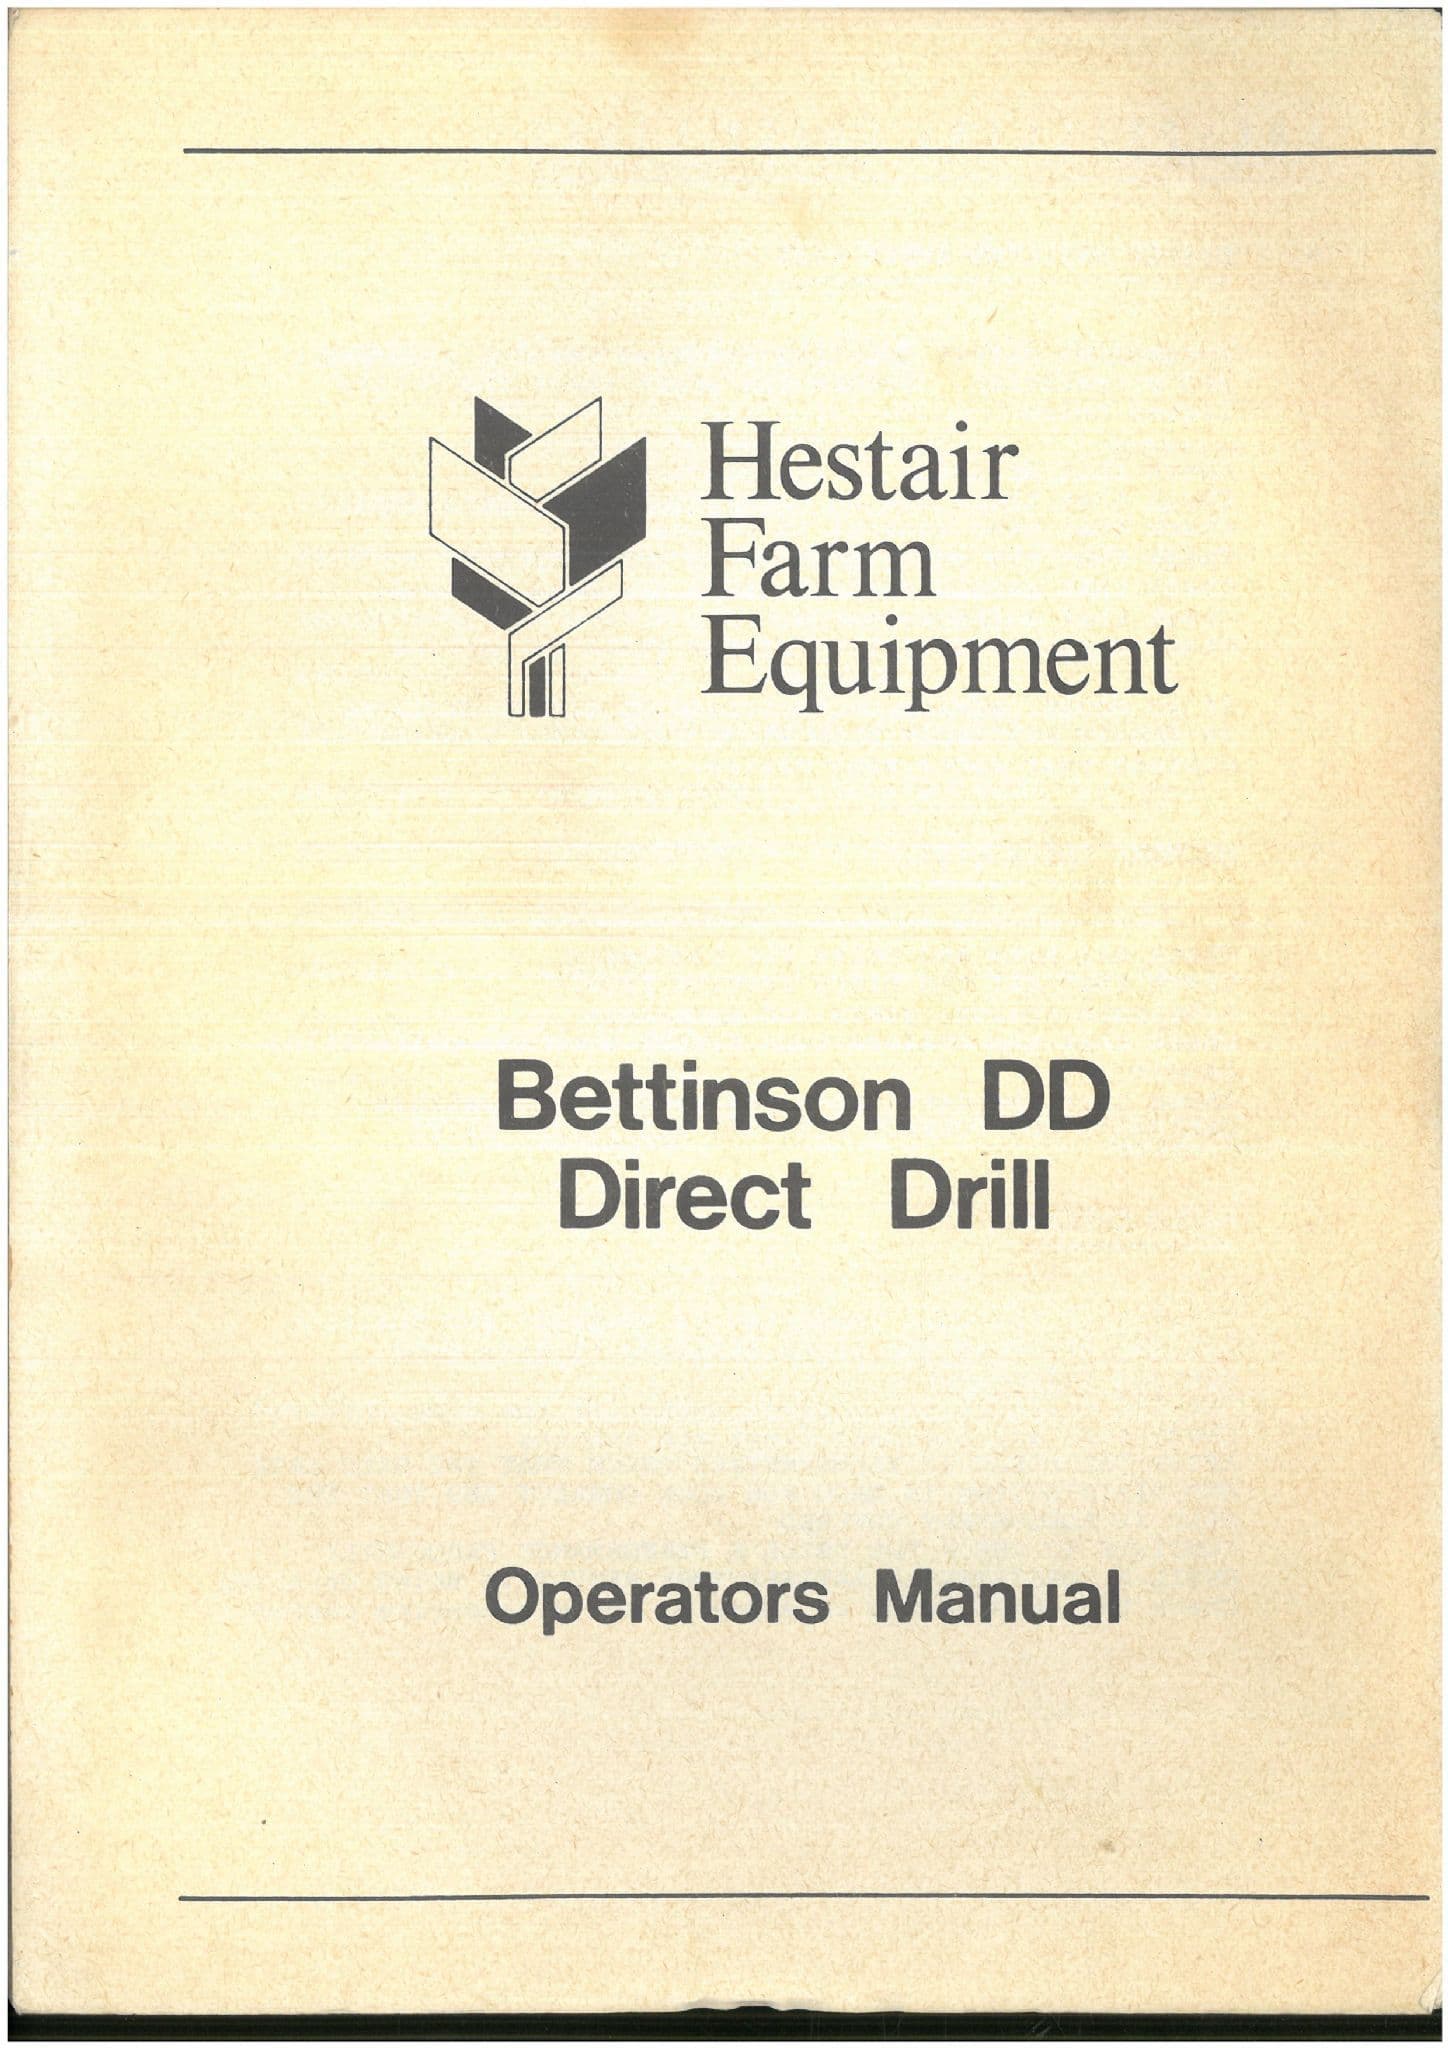 Hestair
Farm
Equipment
Bettinson DD
Direct Drill
Operators Manual